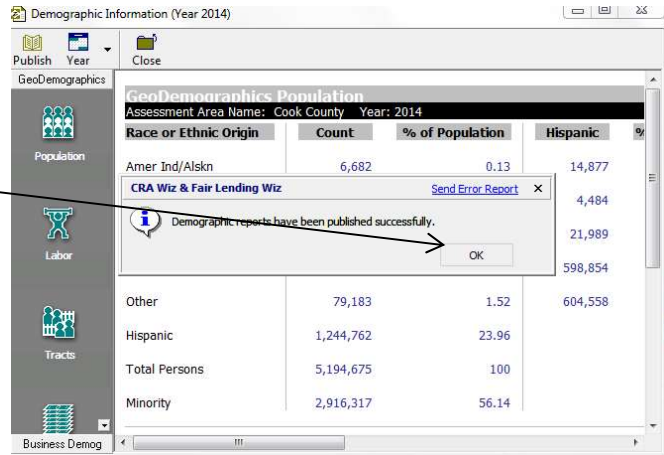 Demographic Information (Year 2014)
Publish Year Close
GeoDemographics
Population
Labor
Tracts
Business Demog
GeoDemographics Population
Assessment Area Name: Cook County Year: 2014
Race or Ethnic Origin Count % of Population Hispanic %
Amer Ind/Alskn 6,682 0.13 14,877
4,484
21,989
598,854
CRA Wiz & Fair Lending Wiz Send Error Report X
Demographic reports have been published successfully.
OK
Other 79,183 1.52 604,558
Hispanic 1,244,762 23.96
Total Persons 5,194,675 100
Minority 2,916,317 56.14